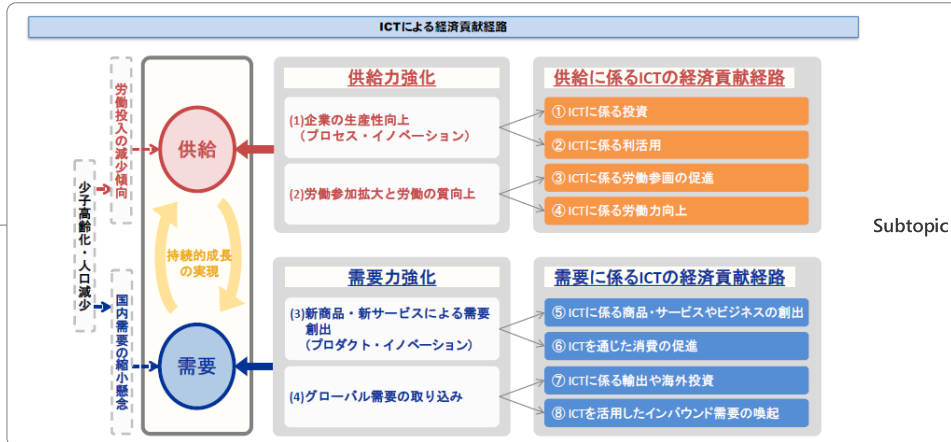 ICTによる経済貢献経路
少子高齢化・人口減少
労働投入の減少傾向
国内需要の縮小懸念
供給
持続的成長
の実現
需要
供給力強化
(1)企業の生産性向上
(プロセス・イノベーション)
(2)労働参加拡大と労働の質向上
供給に係るICTの経済貢献経路
① ICTに係る投資
② ICTに係る利活用
③ ICTに係る労働参画の促進
④ ICTに係る労働力向上
需要力強化
(3)新商品・新サービスによる需要
創出
(プロダクト・イノベーション)
(4)グローバル需要の取り込み
需要に係るICTの経済貢献経路
⑤ ICTに係る商品・サービスやビジネスの創出
⑥ ICTを通じた消費の促進
⑦ ICTに係る輸出や海外投資
⑧ ICTを活用したインバウンド需要の喚起
Subtopic